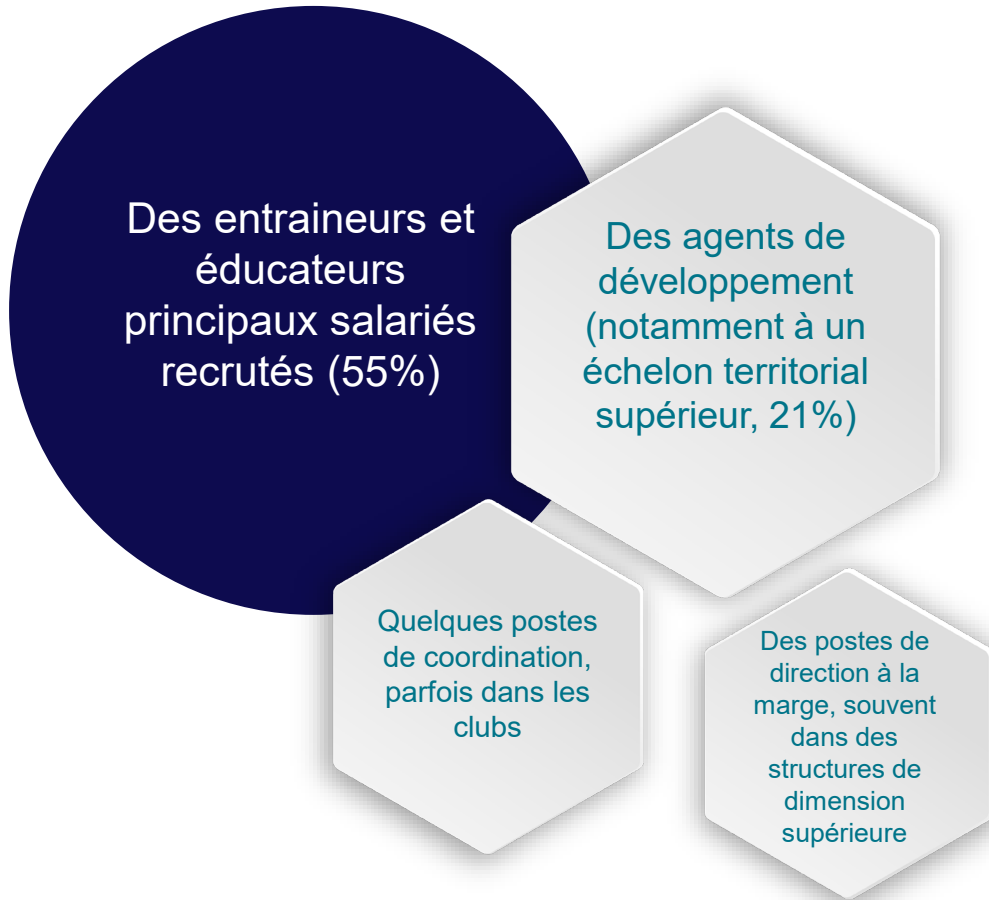 Des entraineurs et
éducateurs
principaux salariés
recrutés (55%)
Des agents de
développement
(notamment à un
échelon territorial
supérieur, 21%)
Quelques postes
de coordination,
parfois dans les
clubs
Des postes de
direction à la
marge, souvent
dans des
structures de
dimension
supérieure